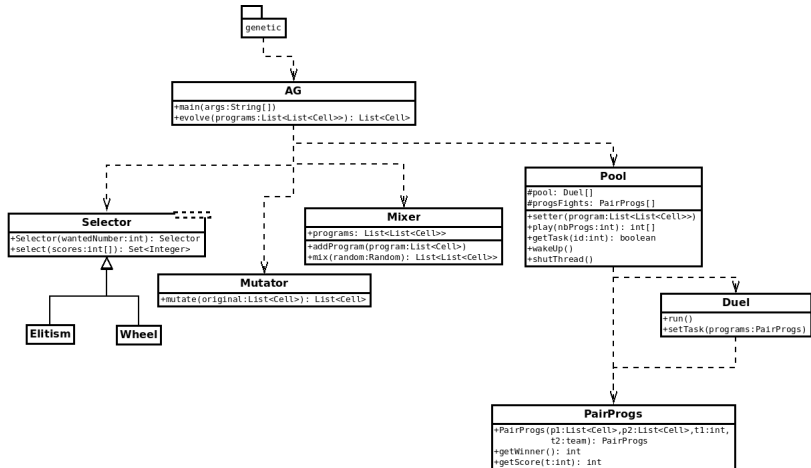 genetic
AG
+main(args:String[])
+evolve(programs:List<List<Cell>>): List<Cell>
Selector
+Selector(wantedNumber:int): Selector
+select(scores:int[]): Set<Integer>
Elitism
Wheel
Mutator
+mutate(original:List<Cell>): List<Cell>
Mixer
+programs: List<List<Cell>>
+addProgram(program:List<Cell>)
+mix(random:Random): List<List<Cell>>
Pool
#pool: Duel[]
#progsFights: PairProgs[]
+setter(program:List<List<Cell>>)
+play(nbProgs:int): int[]
+getTask(id:int): boolean
+wakeUp()
+shutThread()
Duel
+run()
+setTask(programs:PairProgs)
PairProgs
+PairProgs(p1:List<Cell>,p2:List<Cell>,t1:int,
t2:team): PairProgs
+getWinner(): int
+getScore(t:int): int